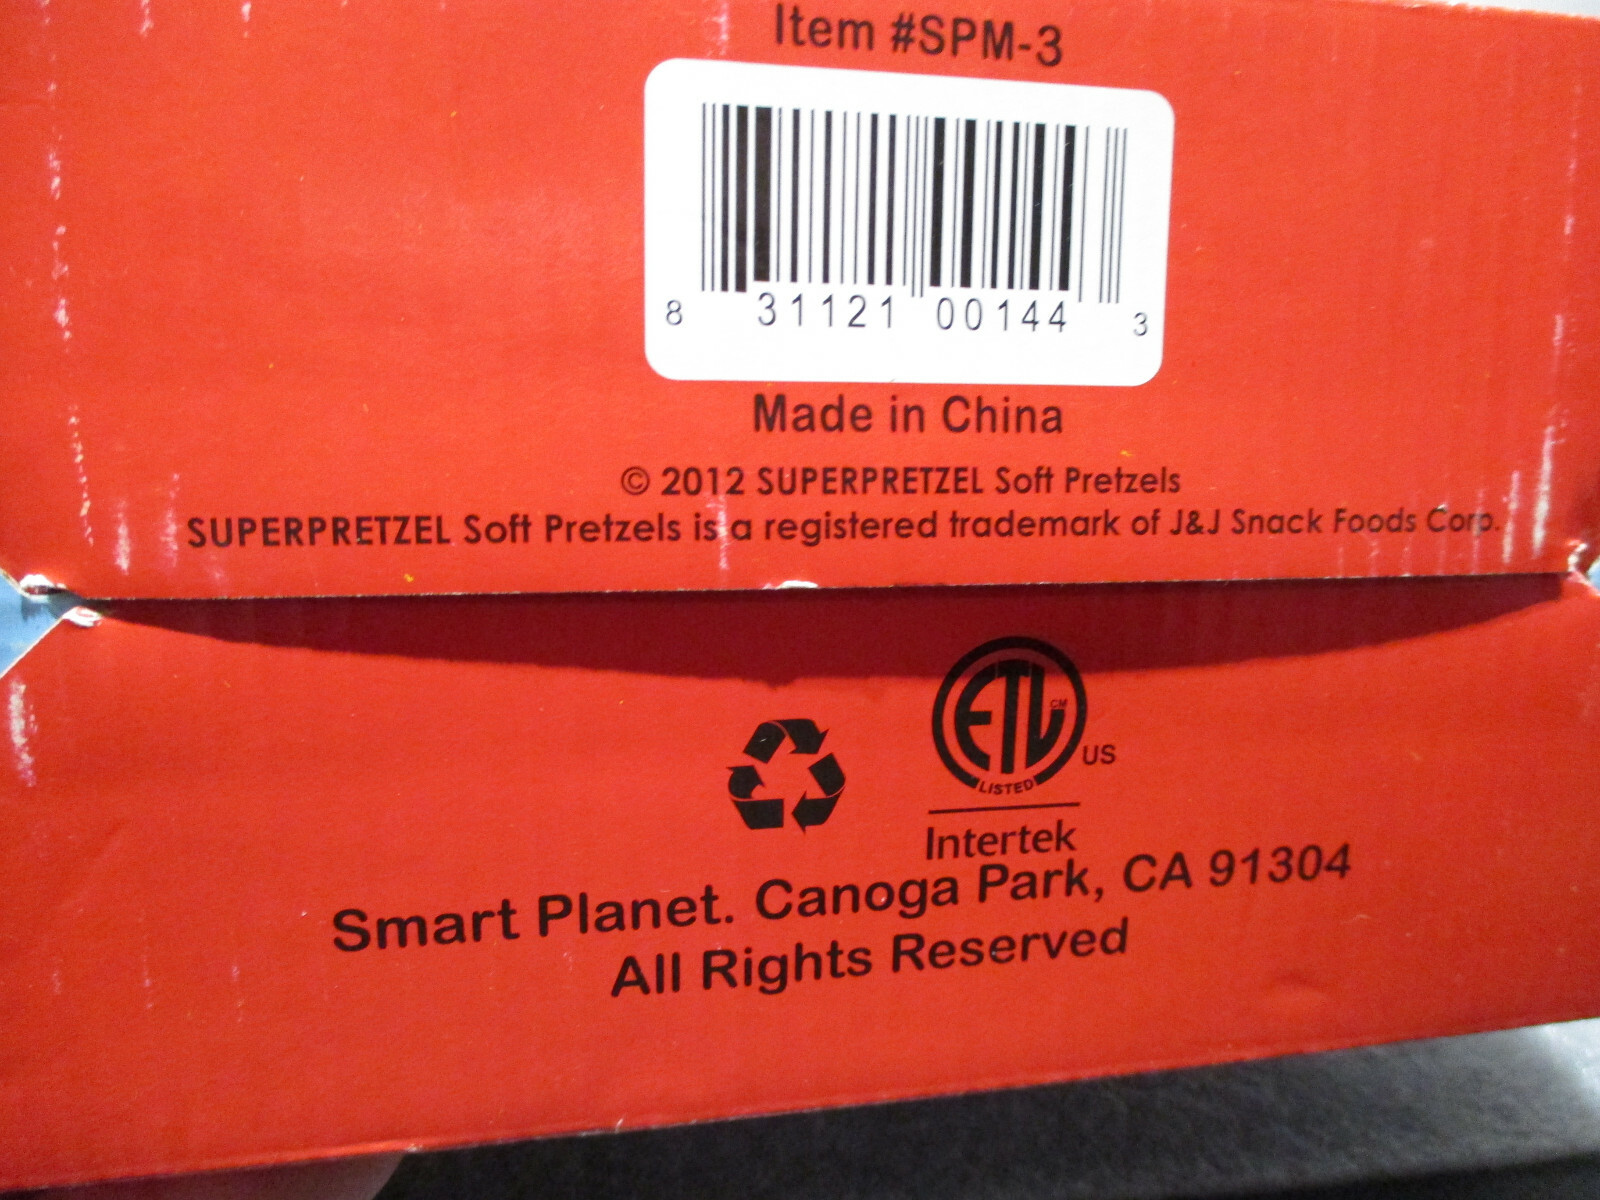 Item #SPM-3
8 31121 00144 3
Made in China
© 2012 SUPERPRETZEL Soft Pretzels
SUPERPRETZEL Soft Pretzels is a registered trademark of J&J Snack Foods Corp.
ETL CM
LISTED
US
Intertek
Smart Planet. Canoga Park, CA 91304
All Rights Reserved